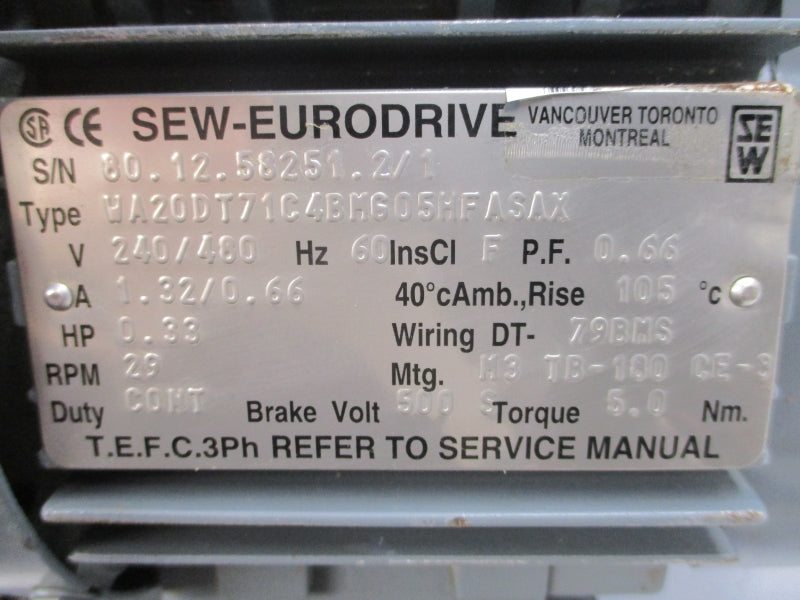 SA CE SEW-EURODRIVE VANCOUVER TORONTO MONTREAL SEW
S/N 80.12.58251.2/1
Type WA20DT71C4BMG05HFASAX
V 240/480 Hz 60 InsCl F P.F. 0.66
A 1.32/0.66 40°cAmb.,Rise 105 °c
HP 0.33 Wiring DT- 79BMS
RPM 29 Mtg. M3 TB-180 CE-S
Duty CONT Brake Volt 500 S Torque 5.0 Nm.
T.E.F.C.3Ph REFER TO SERVICE MANUAL